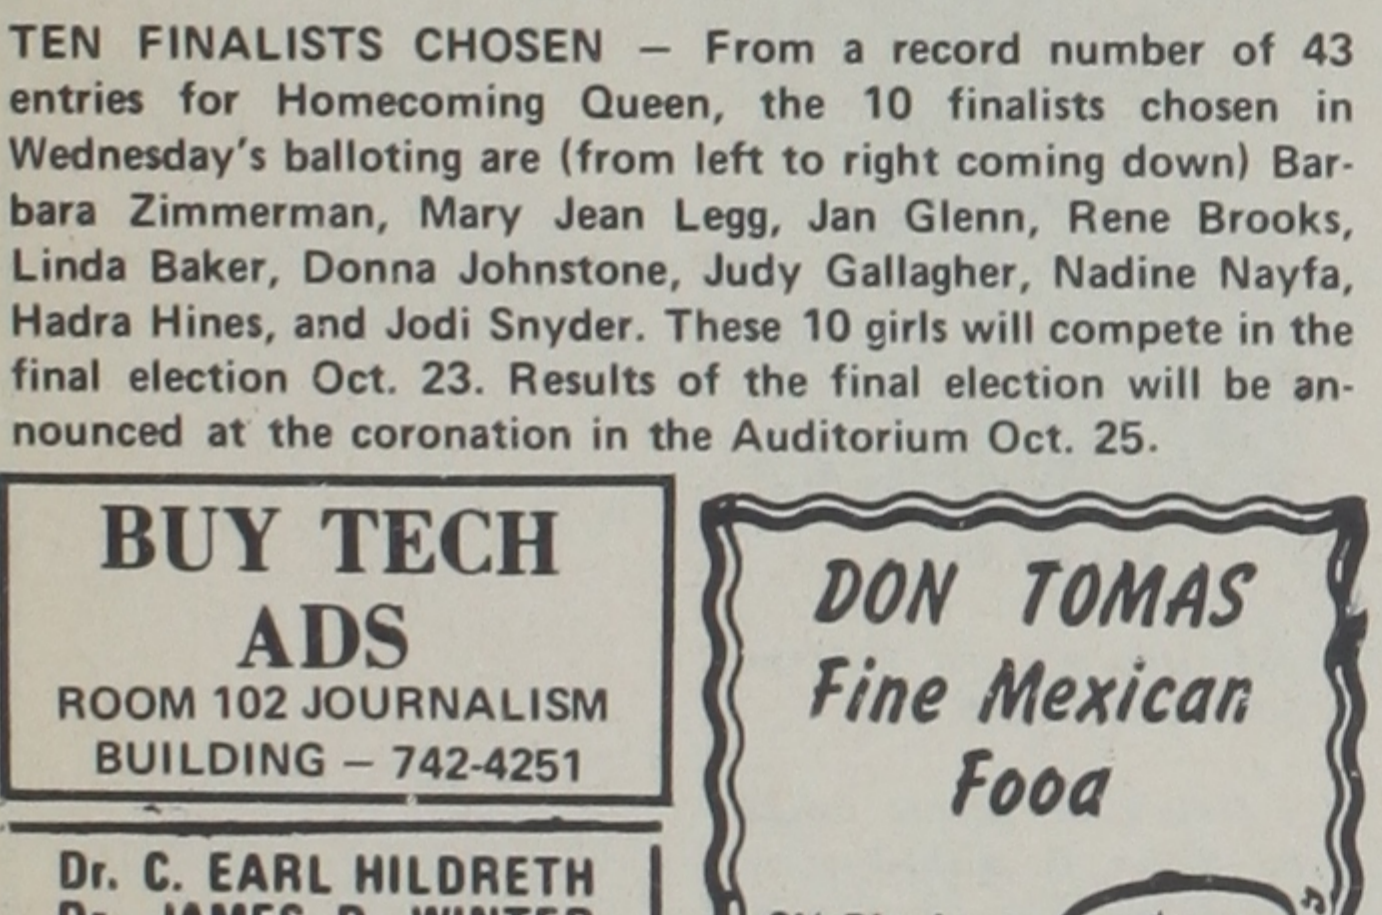 TEN FINALISTS CHOSEN — From a record number of 43
entries for Homecoming Queen, the 10 finalists chosen in
Wednesday's balloting are (from left to right coming down) Bar-
bara Zimmerman, Mary Jean Legg, Jan Glenn, Rene Brooks,
Linda Baker, Donna Johnstone, Judy Gallagher, Nadine Nayfa,
Hadra Hines, and Jodi Snyder. These 10 girls will compete in the
final election Oct. 23. Results of the final election will be an-
nounced at the coronation in the Auditorium Oct. 25.
BUY TECH
ADS
ROOM 102 JOURNALISM
BUILDING — 742-4251
Dr. C. EARL HILDRETH
DON TOMAS
Fine Mexican
Food